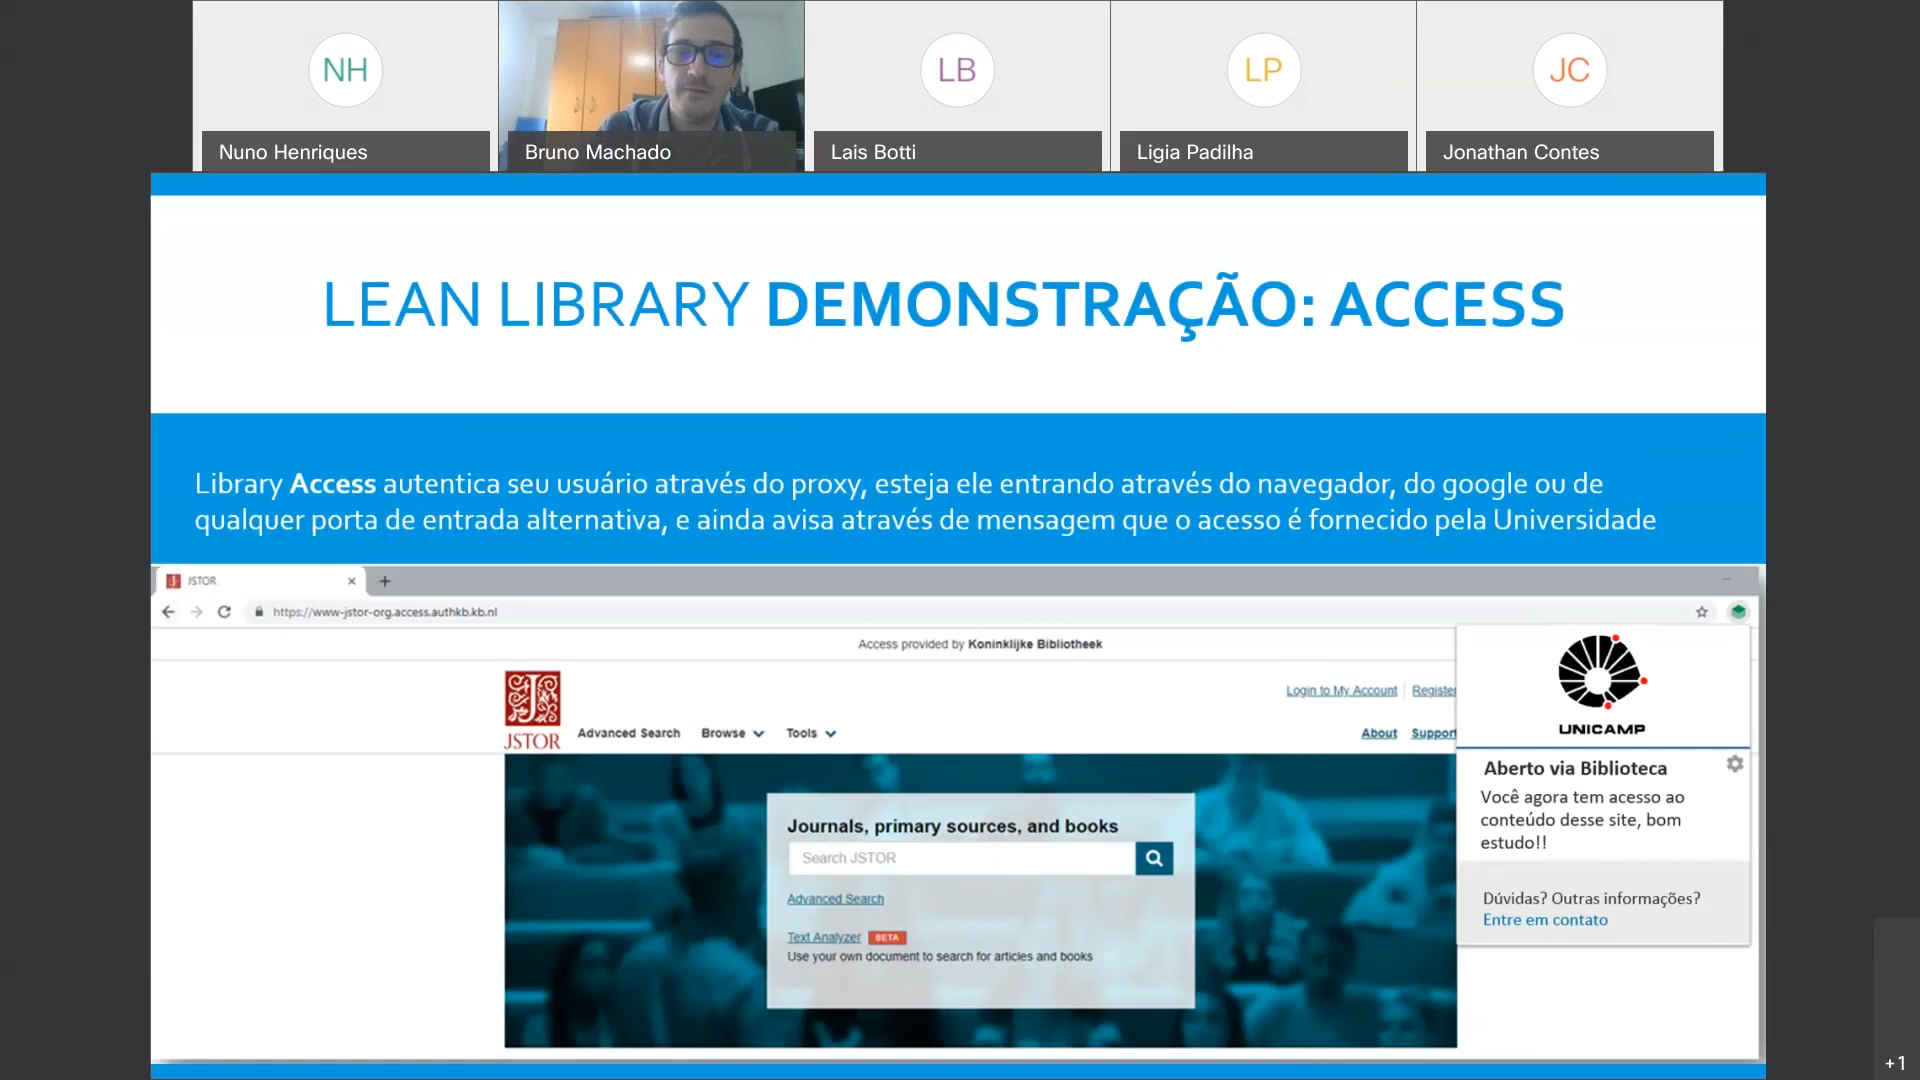 NH
LB
LP
JC
Nuno Henriques
Bruno Machado
Lais Botti
Ligia Padilha
Jonathan Contes
LEAN LIBRARY DEMONSTRAÇÃO: ACCESS
Library Access autentica seu usuário através do proxy, esteja ele entrando através do navegador, do google ou de
qualquer porta de entrada alternativa, e ainda avisa através de mensagem que o acesso é fornecido pela Universidade
JSTOR
https://www-jstor-org.access.authkb.kb.nl
Access provided by Koninklijke Bibliotheek
Login to My Account Register
JSTOR
Advanced Search Browse Tools
About Support
UNICAMP
Aberto via Biblioteca
Você agora tem acesso ao
conteúdo desse site, bom
estudo!!
Dúvidas? Outras informações?
Entre em contato
Journals, primary sources, and books
Search JSTOR
Advanced Search
Text Analyzer BETA
Use your own document to search for articles and books
+1